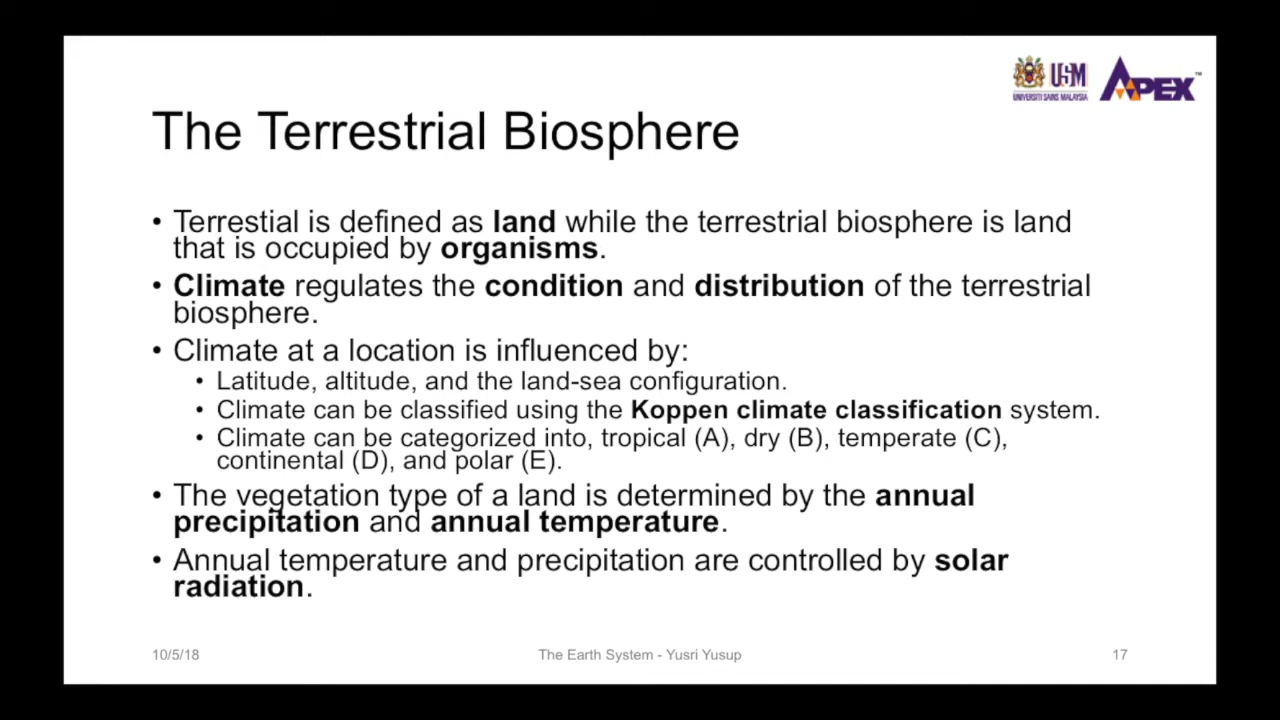 USM
UNIVERSITI SAINS MALAYSIA
APEX™
The Terrestrial Biosphere
• Terrestial is defined as land while the terrestrial biosphere is land
that is occupied by organisms.
• Climate regulates the condition and distribution of the terrestrial
biosphere.
• Climate at a location is influenced by:
• Latitude, altitude, and the land-sea configuration.
• Climate can be classified using the Koppen climate classification system.
• Climate can be categorized into, tropical (A), dry (B), temperate (C),
continental (D), and polar (E).
• The vegetation type of a land is determined by the annual
precipitation and annual temperature.
• Annual temperature and precipitation are controlled by solar
radiation.
10/5/18
The Earth System - Yusri Yusup
17